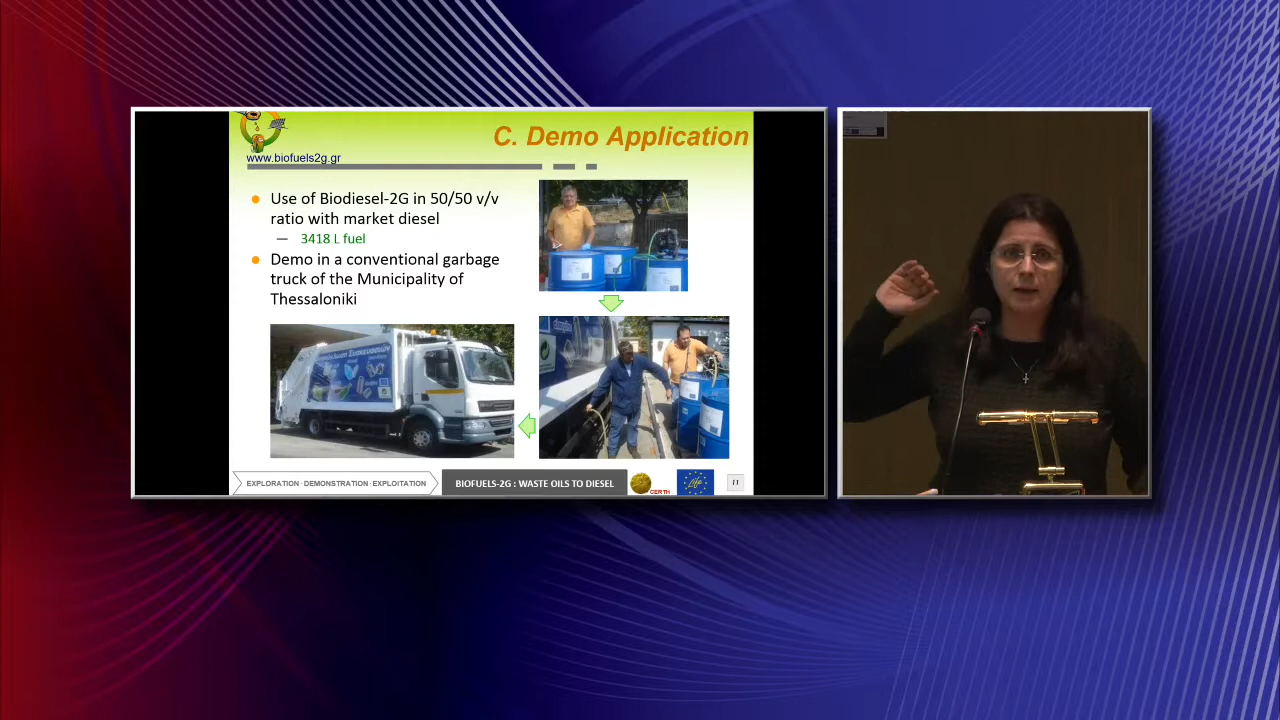 C. Demo Application
www.biofuels2g.gr
Use of Biodiesel-2G in 50/50 v/v
ratio with market diesel
— 3418 L fuel
Demo in a conventional garbage
truck of the Municipality of
Thessaloniki
EXPLORATION·DEMONSTRATION·EXPLOITATION
BIOFUELS-2G : WASTE OILS TO DIESEL
CERTH
Life
11